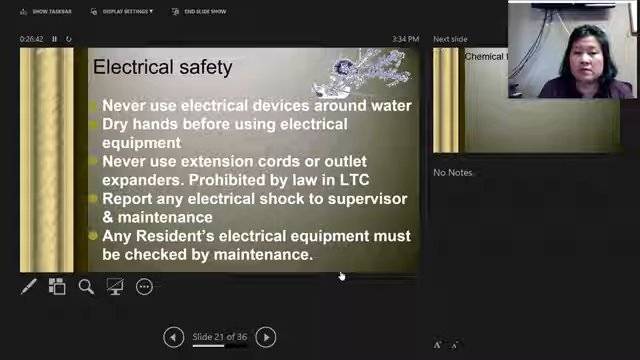 SHOW TASKBAR
DISPLAY SETTINGS ▾
END SLIDE SHOW
0:26:42
3:34 PM
Next slide
Electrical safety
Never use electrical devices around water
Dry hands before using electrical
equipment
Never use extension cords or outlet
expanders. Prohibited by law in LTC
Report any electrical shock to supervisor
& maintenance
Any Resident's electrical equipment must
be checked by maintenance.
Chemical
No Notes.
Slide 21 of 36